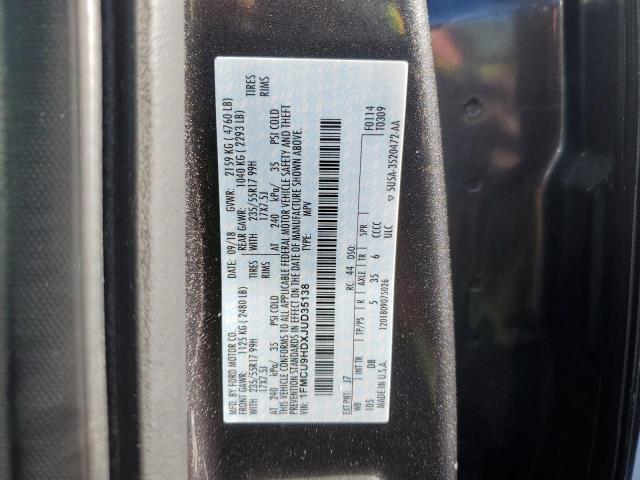 MFD. BY FORD MOTOR CO.
DATE: 09/18 GVWR: 2159 KG ( 4760 LB)
FRONT GAWR: 1125 KG ( 2480 LB) REAR GAWR: 1040 KG ( 2293 LB)
WITH 235/55R17 99H TIRES WITH 235/55R17 99H TIRES
17X7.5J RIMS 17X7.5J RIMS
AT 240 kPa/ 35 PSI COLD AT 240 kPa/ 35 PSI COLD
THIS VEHICLE CONFORMS TO ALL APPLICABLE FEDERAL MOTOR VEHICLE SAFETY AND THEFT
PREVENTION STANDARDS IN EFFECT ON THE DATE OF MANUFACTURE SHOWN ABOVE.
VIN: 1FMCU9HDXJUD35138 TYPE: MPV
F0114
T0309
EXT PNT: J7 RC: 44 DSO:
WB INT TR TP/PS R AXLE TR SPR
105 DB 5 35 6 CCCC
ULC
MADE IN U.S.A. 1201809075026
▽ 5U5A-3520472-AA